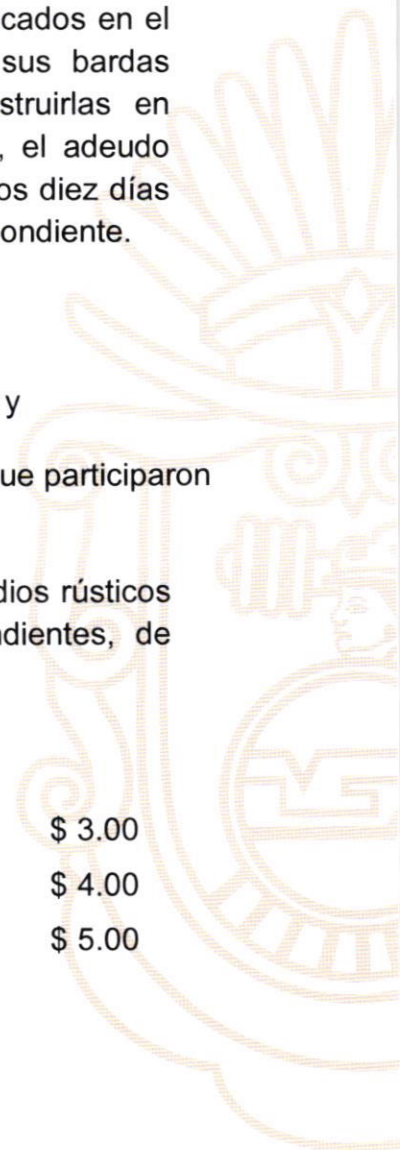 cados en el
sus bardas
struirlas en
, el adeudo
os diez días
ondiente.
y
ue participaron
dios rústicos
ndientes, de
$ 3.00
$ 4.00
$ 5.00